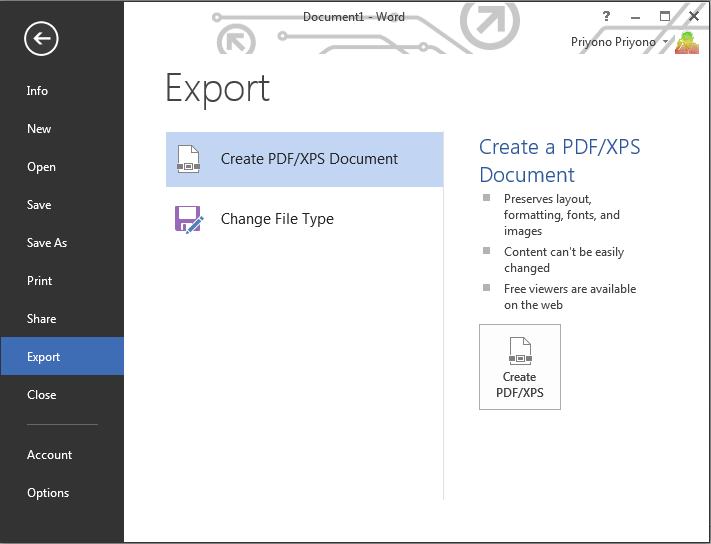 Document1 - Word
?
Priyono Priyono
Info
New
Open
Save
Save As
Print
Share
Export
Close
Account
Options
Export
Create PDF/XPS Document
Change File Type
Create a PDF/XPS
Document
Preserves layout,
formatting, fonts, and
images
Content can't be easily
changed
Free viewers are available
on the web
Create
PDF/XPS